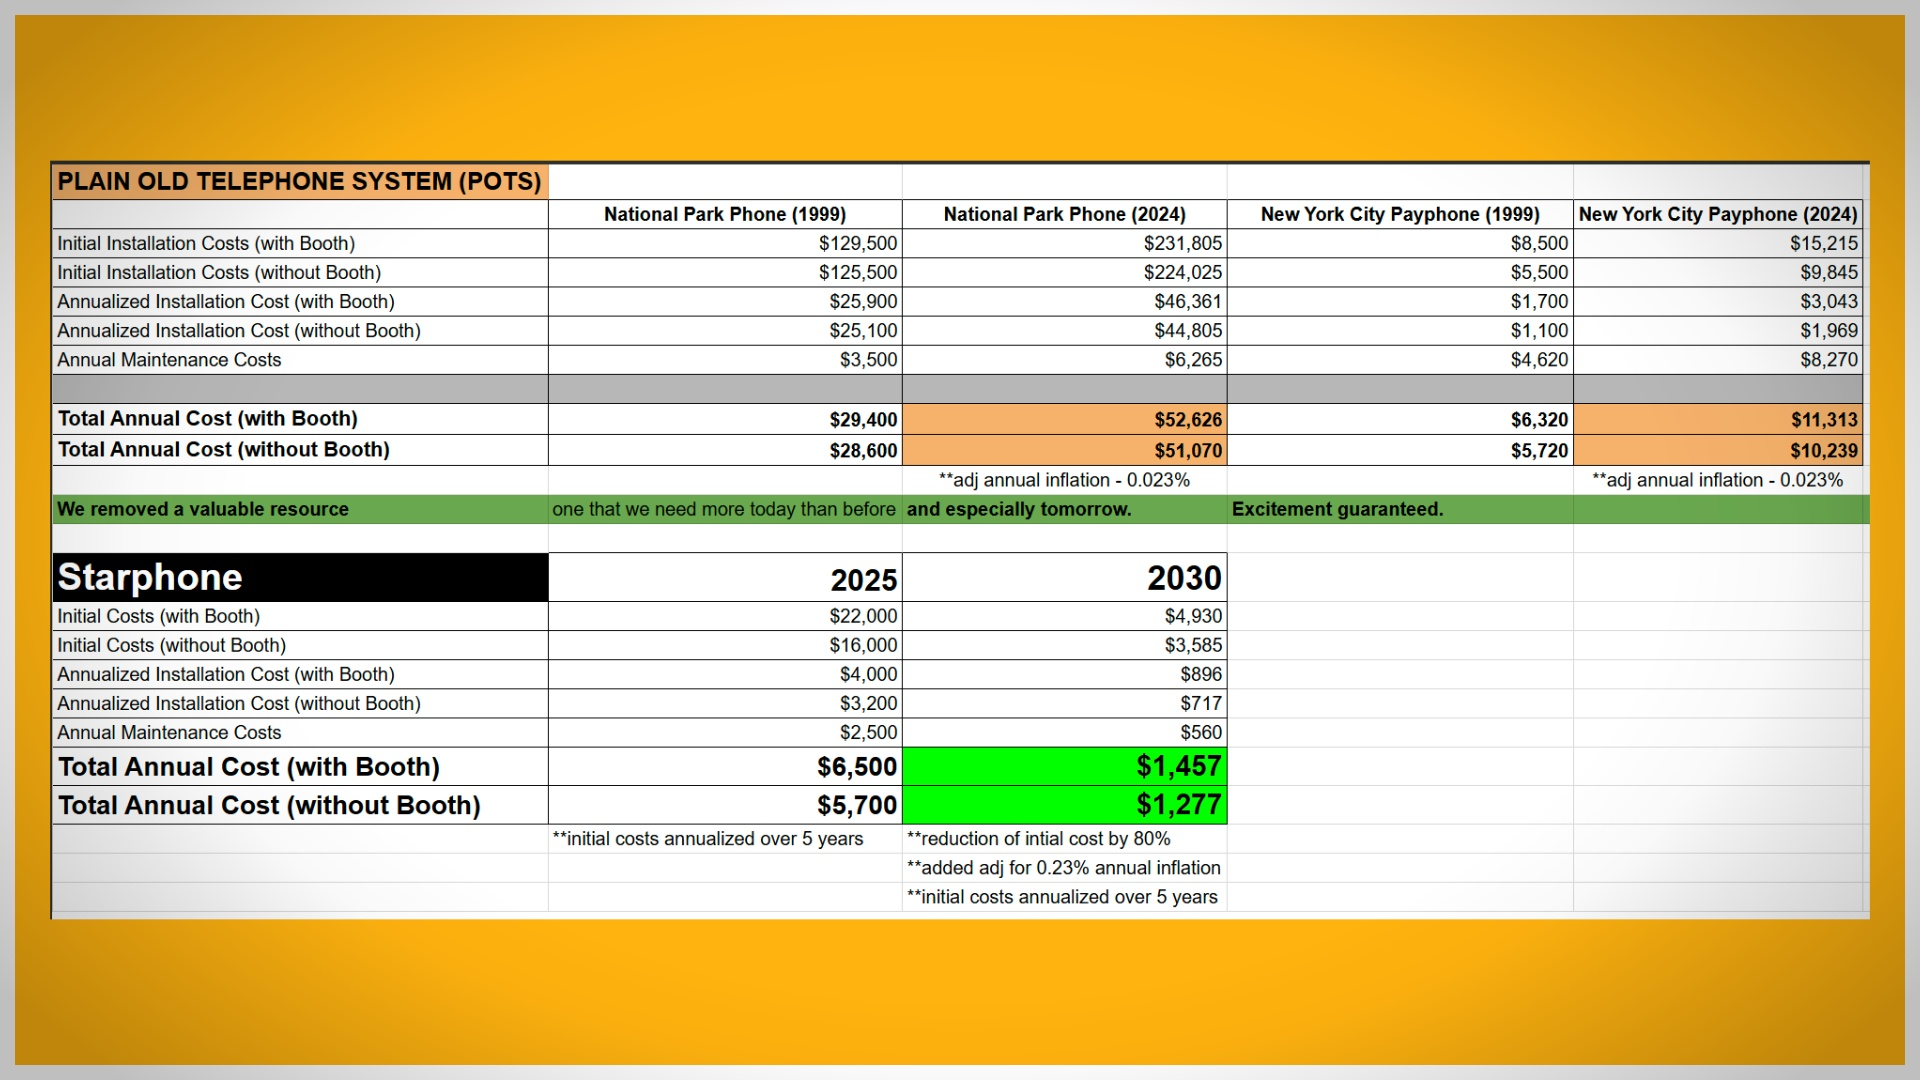 PLAIN OLD TELEPHONE SYSTEM (POTS)
National Park Phone (1999) National Park Phone (2024) New York City Payphone (1999) New York City Payphone (2024)
Initial Installation Costs (with Booth) $129,500 $231,805 $8,500 $15,215
Initial Installation Costs (without Booth) $125,500 $224,025 $5,500 $9,845
Annualized Installation Cost (with Booth) $25,900 $46,361 $1,700 $3,043
Annualized Installation Cost (without Booth) $25,100 $44,805 $1,100 $1,969
Annual Maintenance Costs $3,500 $6,265 $4,620 $8,270
Total Annual Cost (with Booth) $29,400 $52,626 $6,320 $11,313
Total Annual Cost (without Booth) $28,600 $51,070 $5,720 $10,239
**adj annual inflation - 0.023% **adj annual inflation - 0.023%
We removed a valuable resource one that we need more today than before and especially tomorrow. Excitement guaranteed.
Starphone 2025 2030
Initial Costs (with Booth) $22,000 $4,930
Initial Costs (without Booth) $16,000 $3,585
Annualized Installation Cost (with Booth) $4,000 $896
Annualized Installation Cost (without Booth) $3,200 $717
Annual Maintenance Costs $2,500 $560
Total Annual Cost (with Booth) $6,500 $1,457
Total Annual Cost (without Booth) $5,700 $1,277
**initial costs annualized over 5 years **reduction of intial cost by 80%
**added adj for 0.23% annual inflation
**initial costs annualized over 5 years